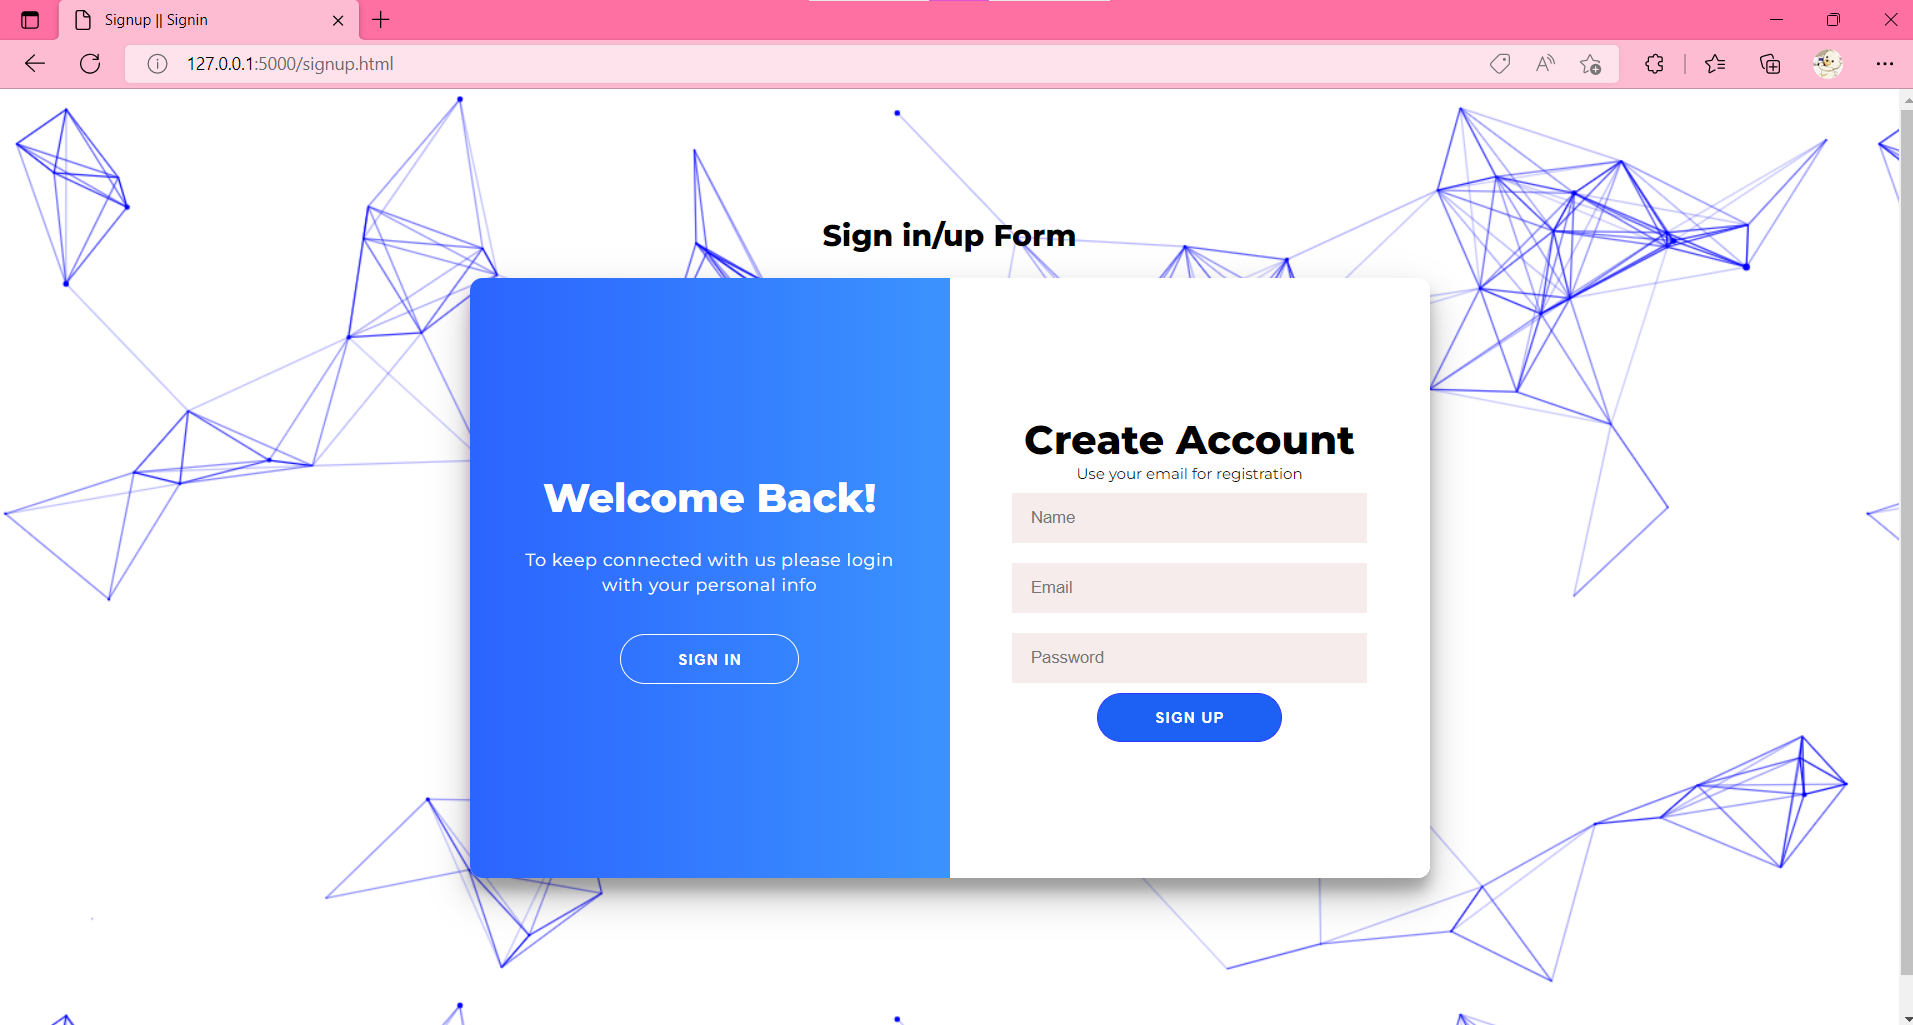 Signup || Signin
127.0.0.1:5000/signup.html
Sign in/up Form
Welcome Back!
To keep connected with us please login
with your personal info
SIGN IN
Create Account
Use your email for registration
Name
Email
Password
SIGN UP